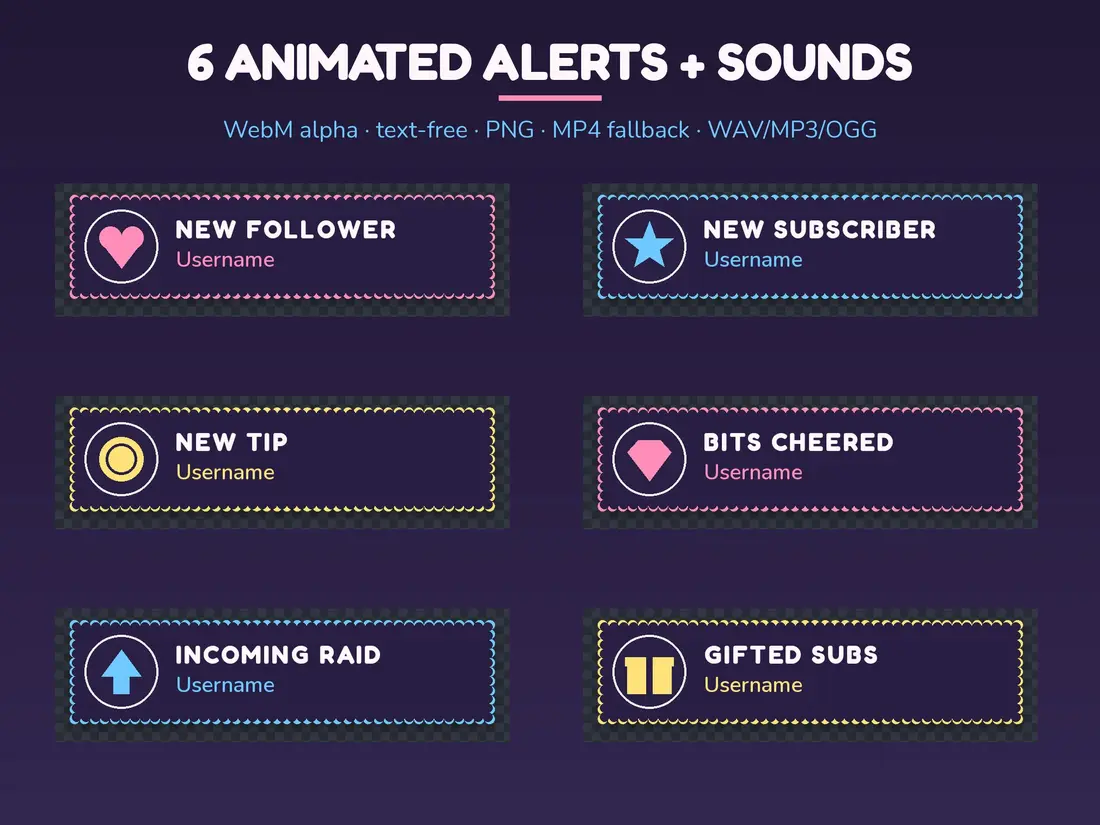 6 ANIMATED ALERTS + SOUNDS
WebM alpha · text-free · PNG · MP4 fallback · WAV/MP3/OGG
NEW FOLLOWER
Username
NEW SUBSCRIBER
Username
NEW TIP
Username
BITS CHEERED
Username
INCOMING RAID
Username
GIFTED SUBS
Username